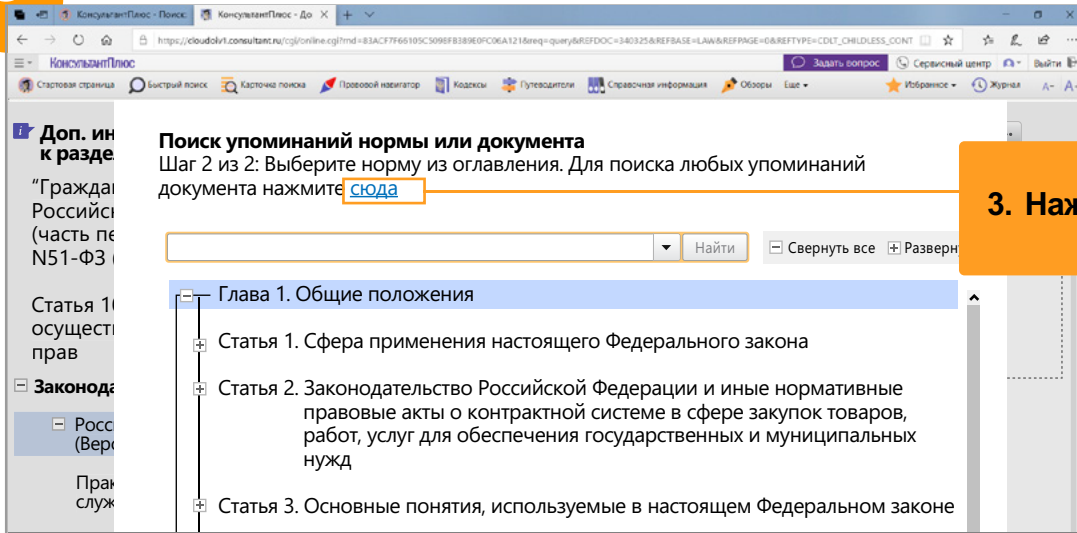 КонсультантПлюс - Поиск
КонсультантПлюс - До
https://cloudolv1.consultant.ru/cgi/online.cgi?rnd=83ACF7F66105C5096FB389E0FC06A121&req=query&REFDOC=340325&REFBASE=LAW&REFPAGE=0&REFTYPE=CDLT_CHILDLESS_CONT
КонсультантПлюс
Задать вопрос
Сервисный центр
Выйти
Стартовая страница Быстрый поиск Карточка поиска Правовой навигатор Кодексы Путеводители Справочная информация Обзоры Еще Избранное Журнал A- A
Доп. ин
к разде
"Гражда
Российс
(часть пе
N51-ФЗ (
Статья 1
осущест
прав
Законода
Росс
(Верс
Прак
служ
Поиск упоминаний нормы или документа
Шаг 2 из 2: Выберите норму из оглавления. Для поиска любых упоминаний
документа нажмите сюда
3. Наж
Найти
Свернуть все Разверн
Глава 1. Общие положения
Статья 1. Сфера применения настоящего Федерального закона
Статья 2. Законодательство Российской Федерации и иные нормативные
правовые акты о контрактной системе в сфере закупок товаров,
работ, услуг для обеспечения государственных и муниципальных
нужд
Статья 3. Основные понятия, используемые в настоящем Федеральном законе